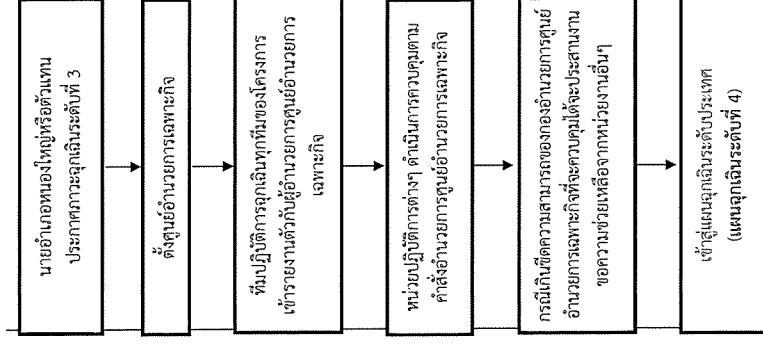 นายอำเภอหนองใหญ่หรือตัวแทน
ประกาศภาวะฉุกเฉินระดับที่ 3
ตั้งศูนย์อำนวยการเฉพาะกิจ
ทีมปฏิบัติการฉุกเฉินทุกทีมของโครงการ
เข้ารายงานตัวกับผู้อำนวยการศูนย์อำนวยการ
เฉพาะกิจ
หน่วยปฏิบัติการต่างๆ ดำเนินการควบคุมตาม
คำสั่งอำนวยการศูนย์อำนวยการเฉพาะกิจ
กรณีเกินขีดความสามารถของกองอำนวยการศูนย์
อำนวยการเฉพาะกิจที่จะควบคุมได้จะประสานงาน
ขอความช่วยเหลือจากหน่วยงานอื่นๆ
เข้าสู่แผนฉุกเฉินระดับประเทศ
(แผนฉุกเฉินระดับที่ 4)